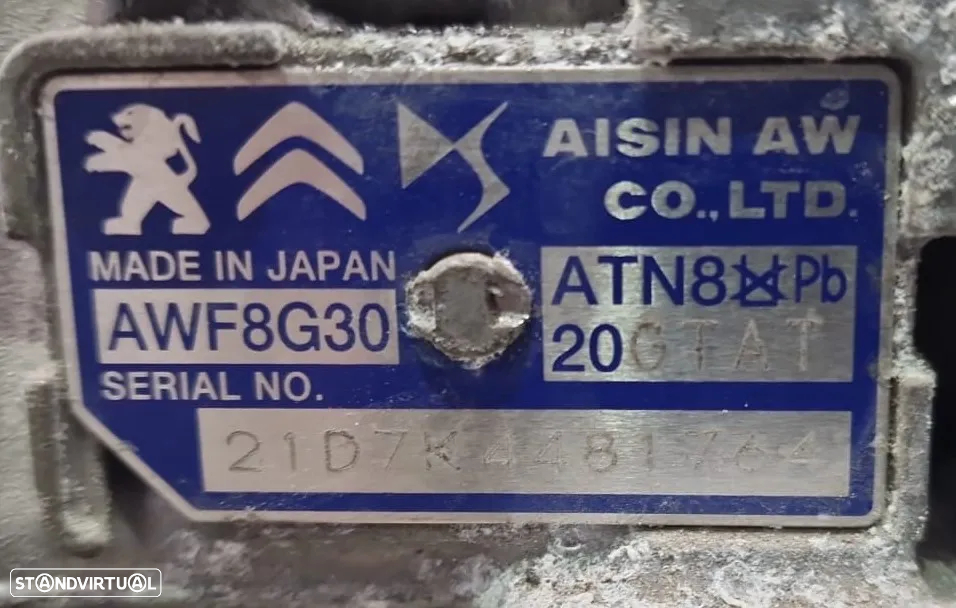 AISIN AW
CO., LTD.
MADE IN JAPAN
ATN8 Pb
AWF8G30
20GTAT
SERIAL NO.
21D7K4481764
STANDVIRTUAL